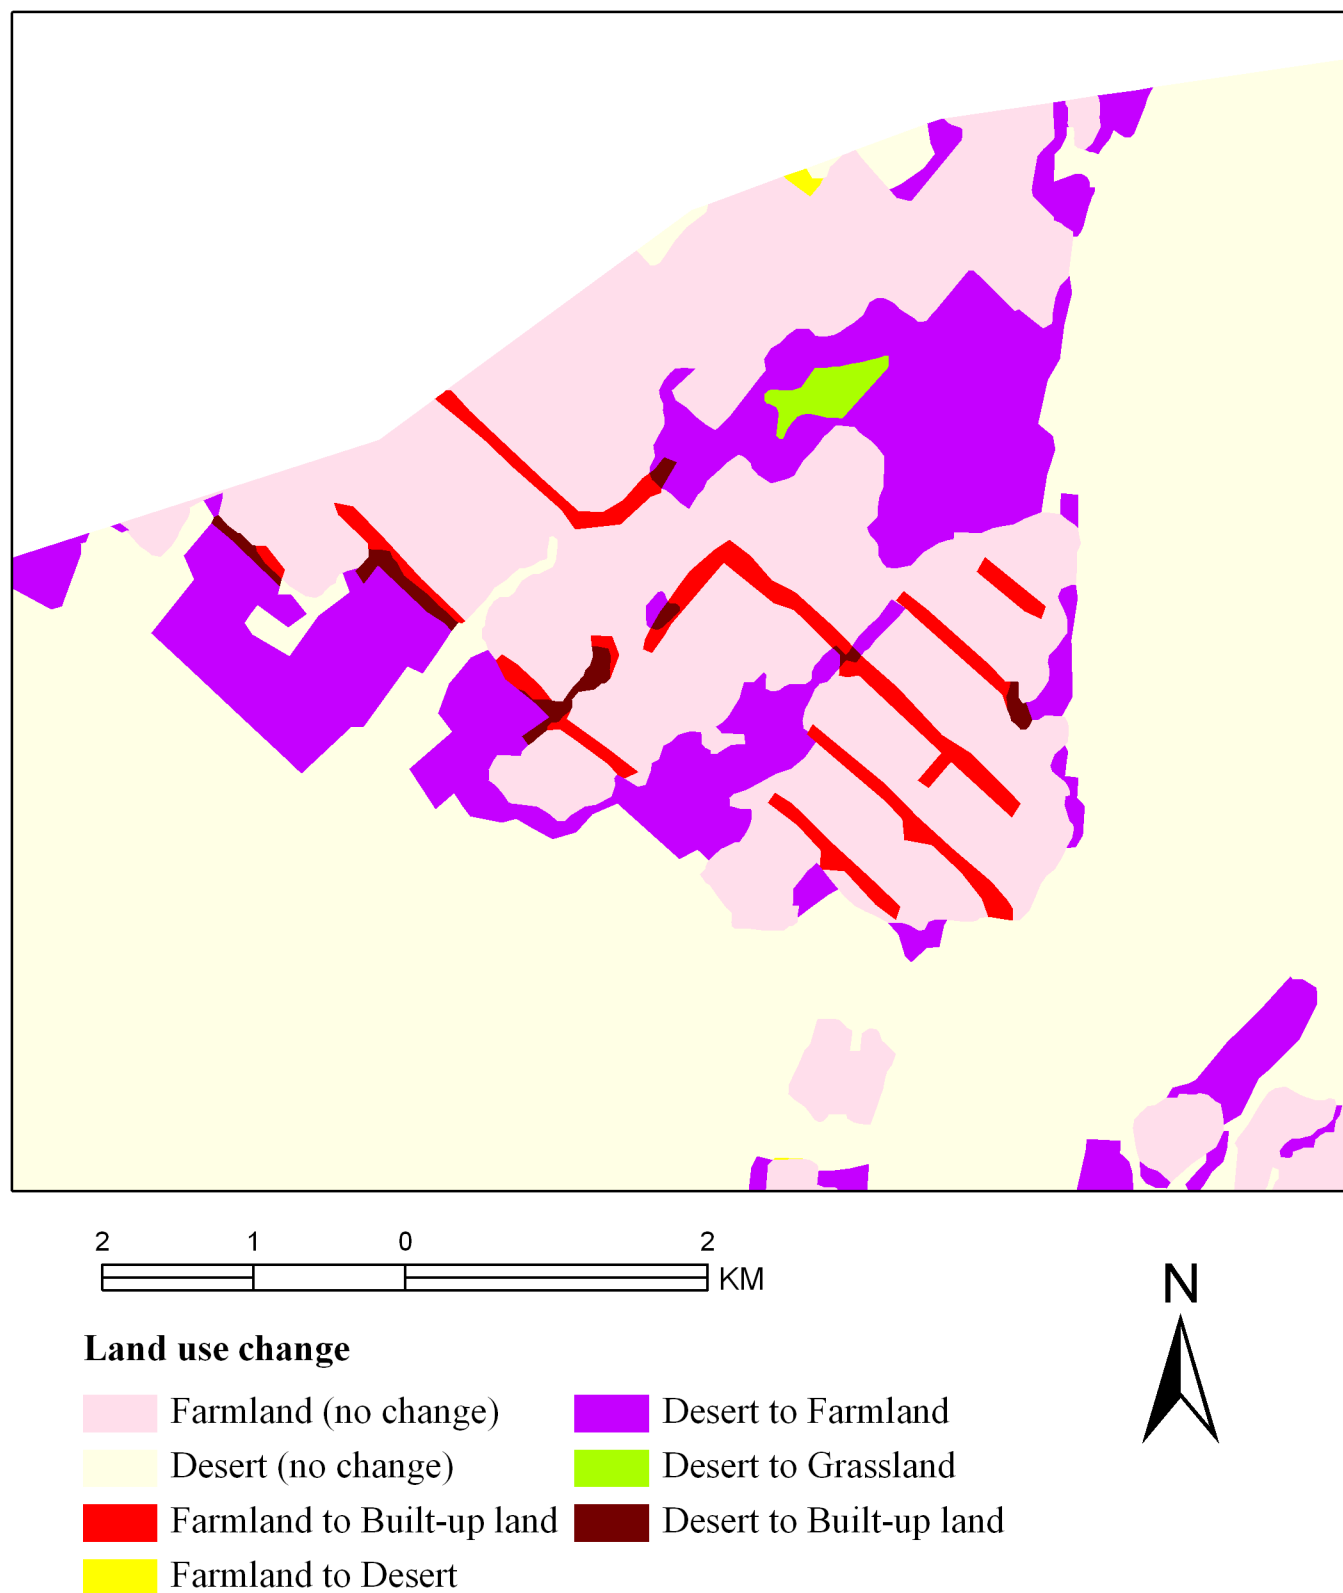 2 1 0 2
KM
N
Land use change
Farmland (no change)
Desert (no change)
Farmland to Built-up land
Farmland to Desert
Desert to Farmland
Desert to Grassland
Desert to Built-up land